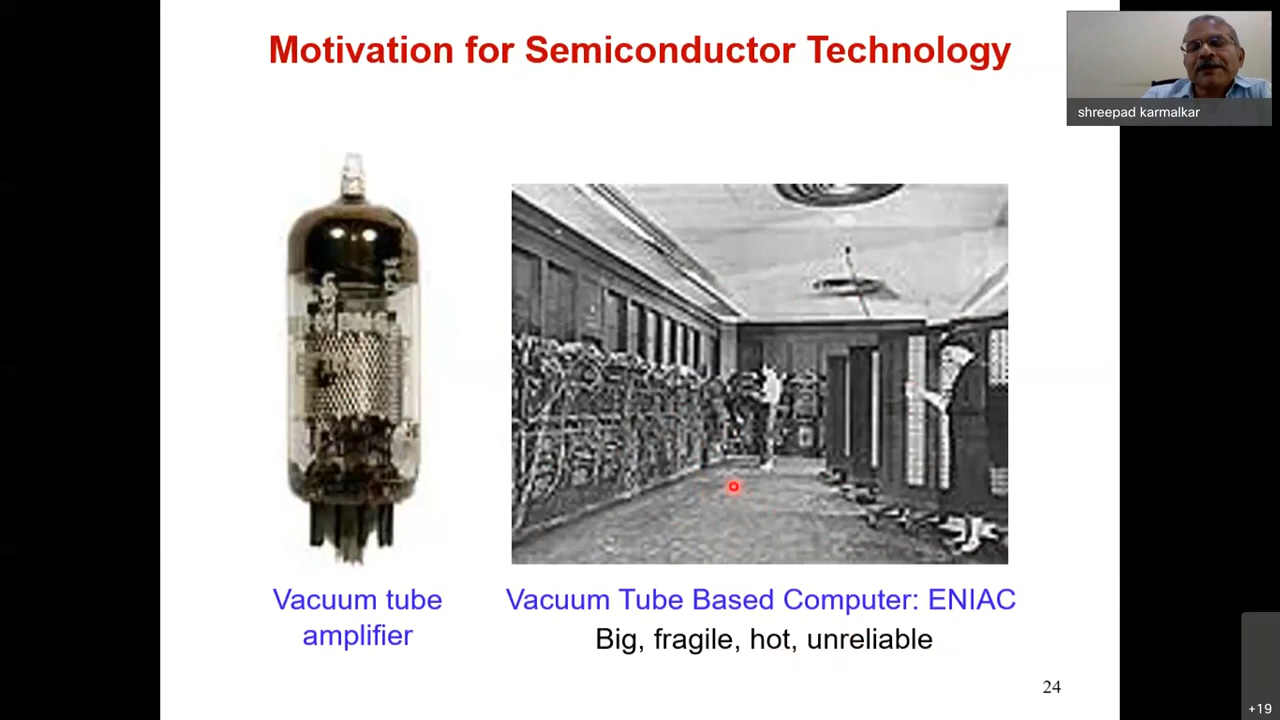 Motivation for Semiconductor Technology
shreepad karmalkar
Vacuum tube
amplifier
Vacuum Tube Based Computer: ENIAC
Big, fragile, hot, unreliable
24
+19